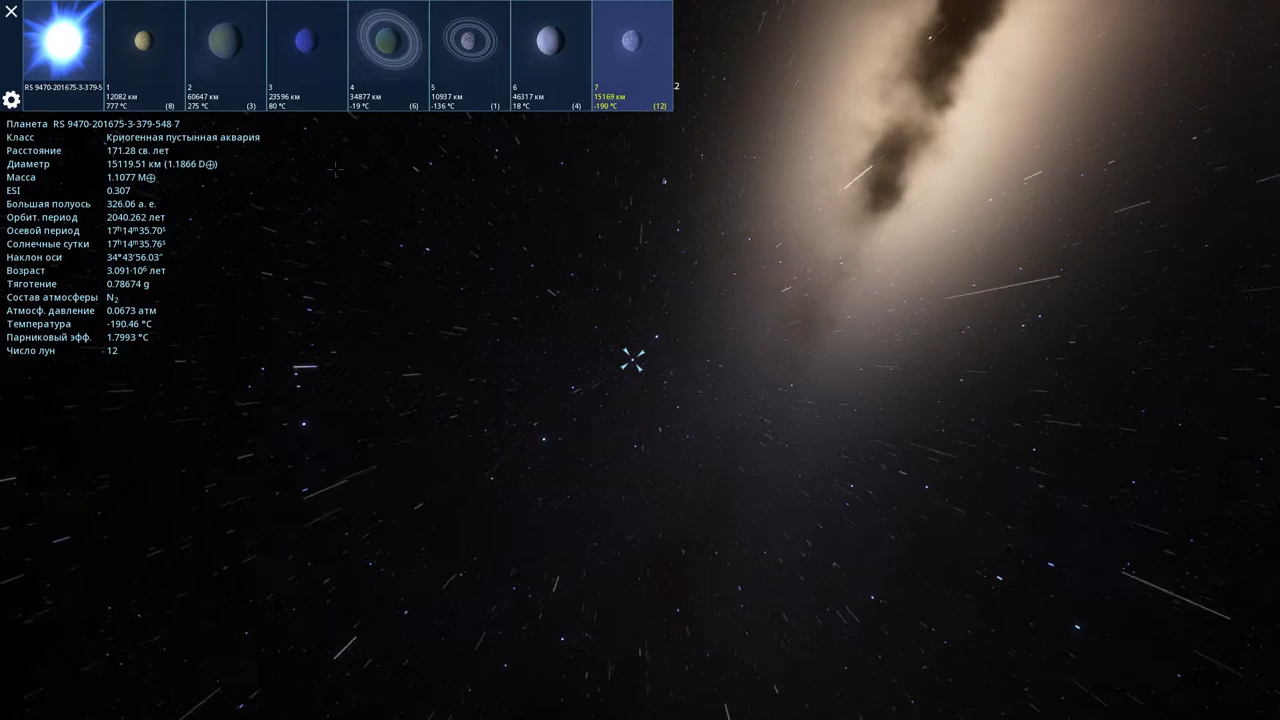 RS 9470-201675-3-379-5
1
12082 км
777 °C (8)
2
60647 км
275 °C (3)
3
23596 км
80 °C
4
34877 км
-19 °C (6)
5
10937 км
-136 °C (1)
6
46317 км
18 °C (4)
7
15169 км
-190 °C (12)
.2
Планета RS 9470-201675-3-379-548 7
Класс Криогенная пустынная аквария
Расстояние 171.28 св. лет
Диаметр 15119.51 км (1.1866 D⊕)
Масса 1.1077 M⊕
ESI 0.307
Большая полуось 326.06 а. е.
Орбит. период 2040.262 лет
Осевой период 17ʰ14ᵐ35.70ˢ
Солнечные сутки 17ʰ14ᵐ35.76ˢ
Наклон оси 34°43′56.03″
Возраст 3.091·10⁶ лет
Тяготение 0.78674 g
Состав атмосферы N₂
Атмосф. давление 0.0673 атм
Температура -190.46 °C
Парниковый эфф. 1.7993 °C
Число лун 12